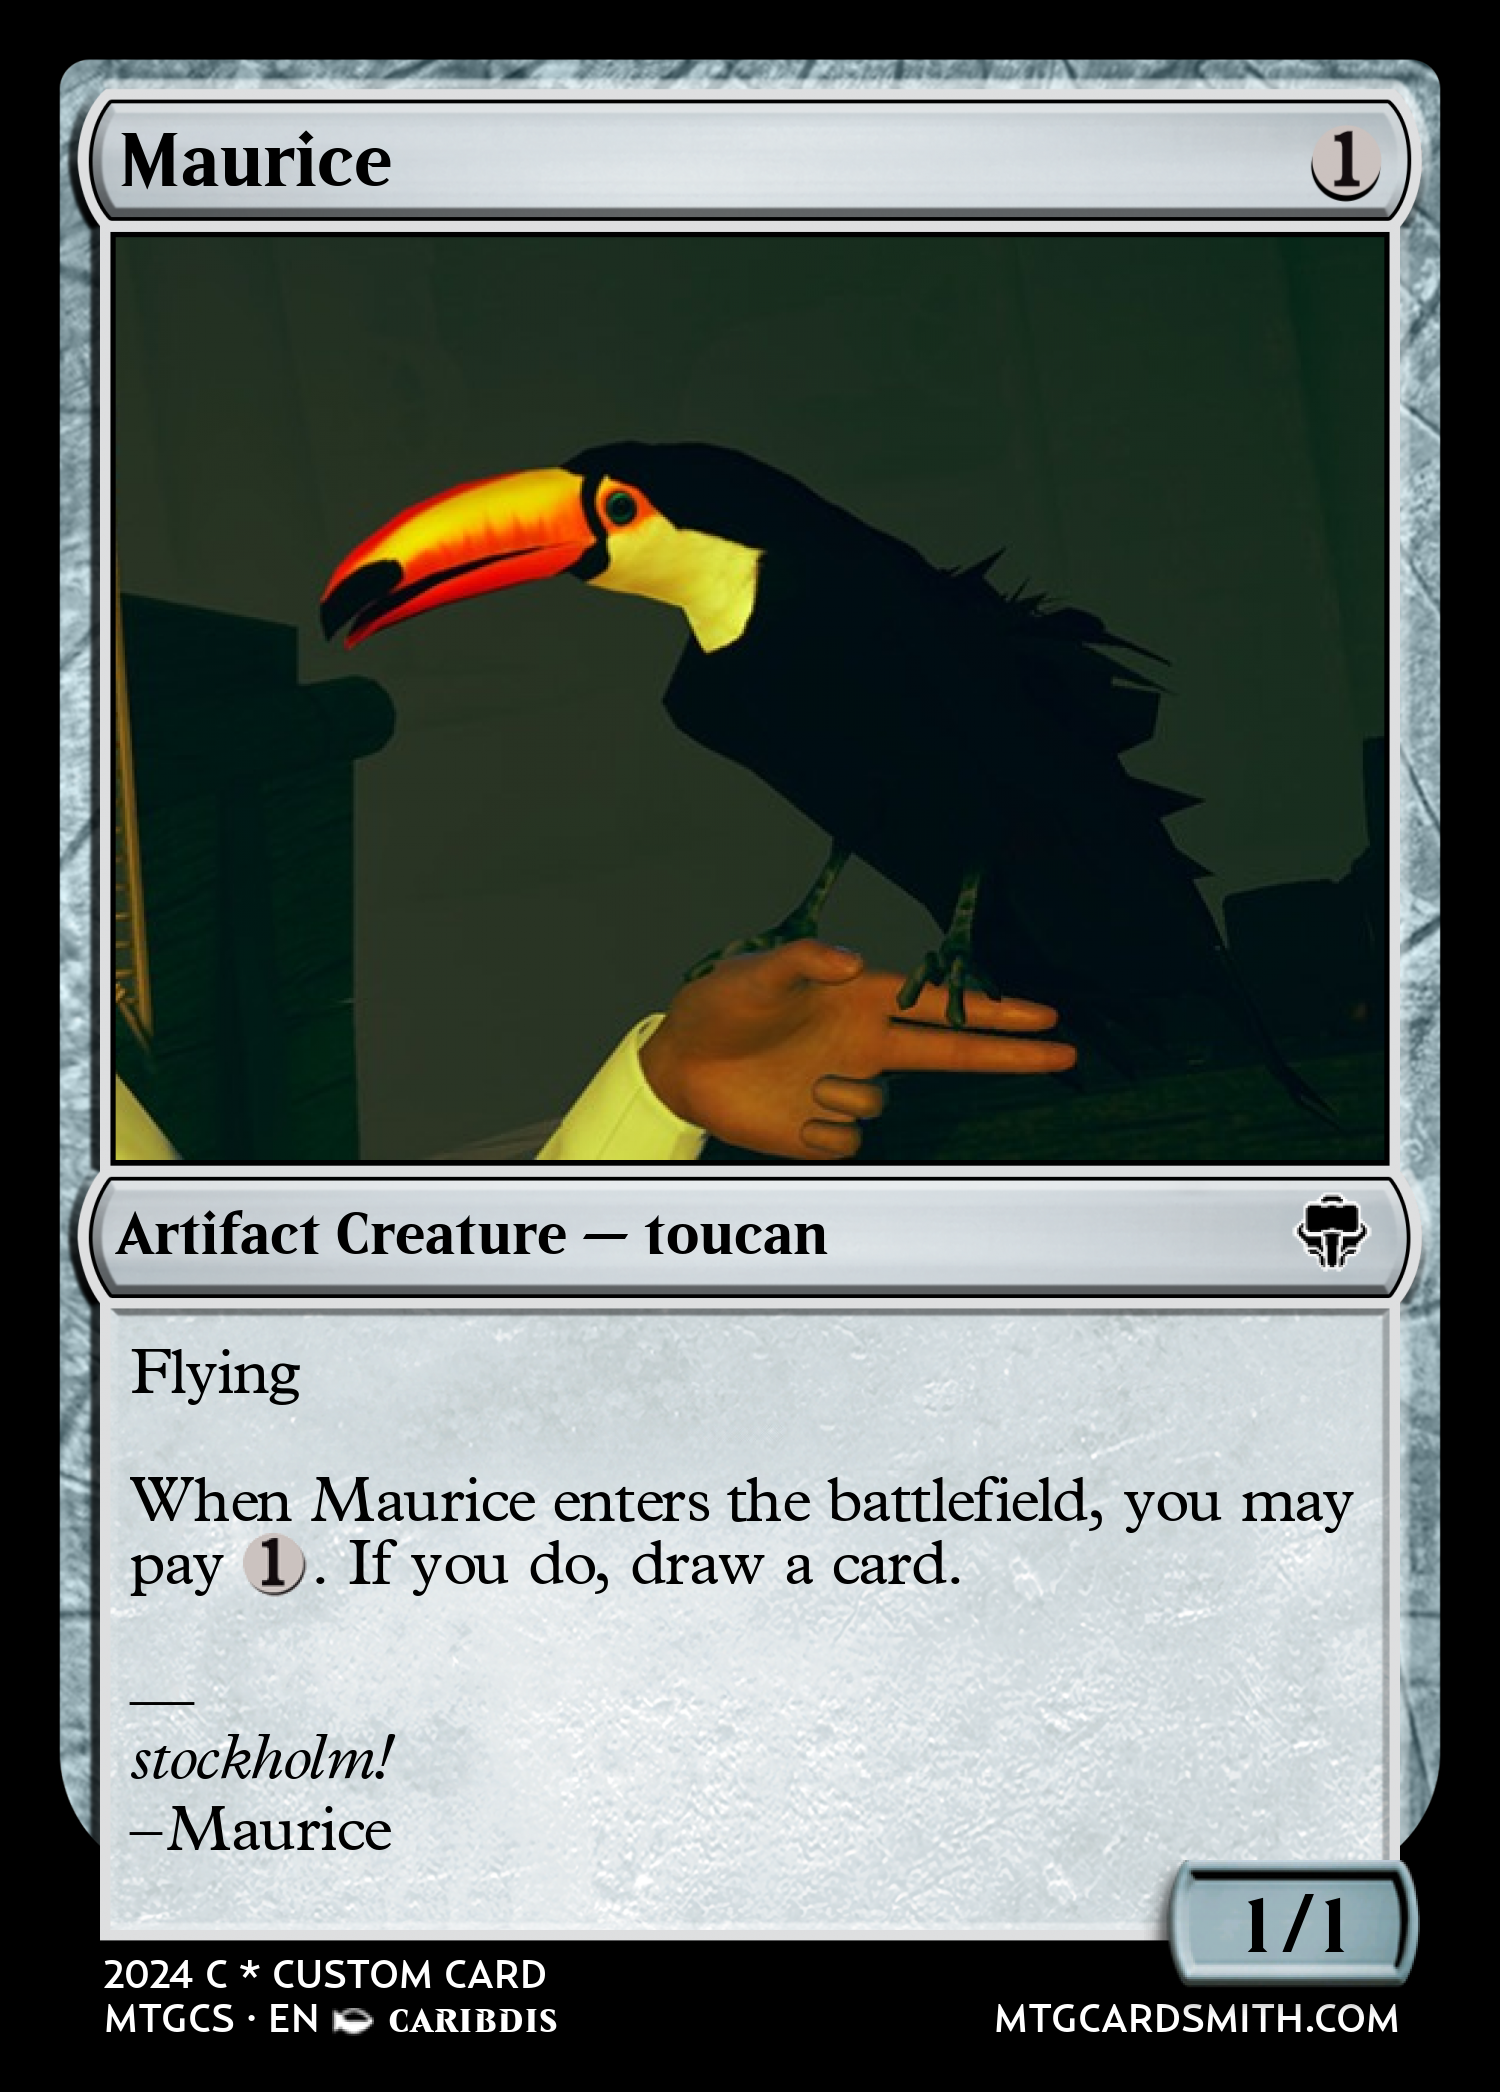 Maurice 1
Artifact Creature — toucan
Flying
When Maurice enters the battlefield, you may
pay 1. If you do, draw a card.
—
stockholm!
–Maurice
1/1
2024 C * CUSTOM CARD
MTGCS · EN CARIBDIS
MTGCARDSMITH.COM